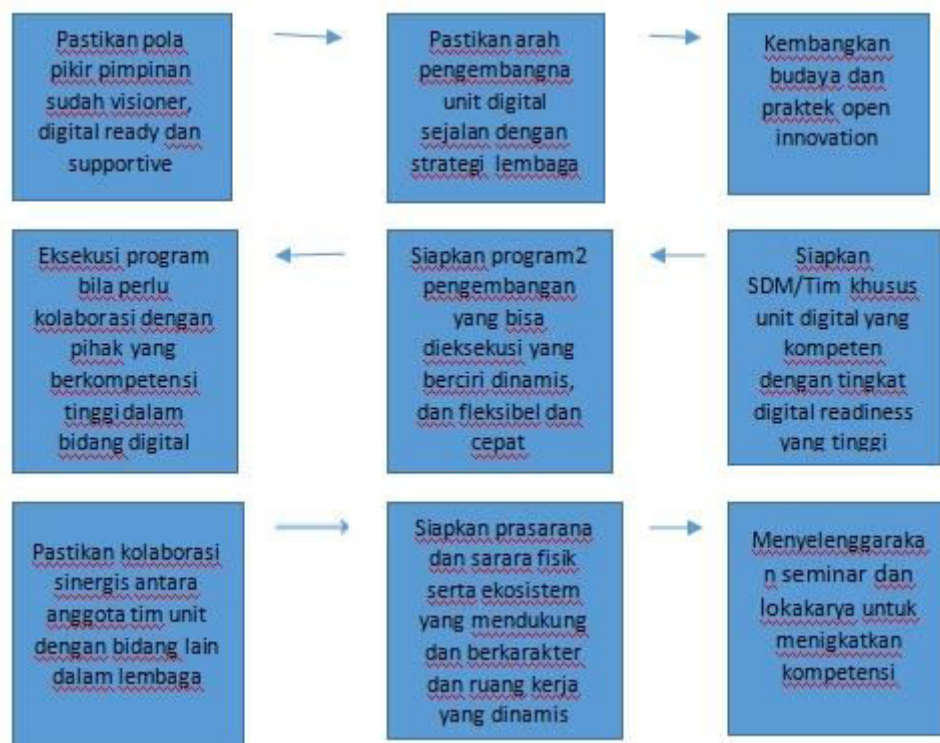 Pastikan pola
pikir pimpinan
sudah visioner,
digital ready dan
supportive
Pastikan arah
pengembangna
unit digital
sejalan dengan
strategi lembaga
Kembangkan
budaya dan
praktek open
innovation
Siapkan
SDM/Tim khusus
unit digital yang
kompeten
dengan tingkat
digital readiness
yang tinggi
Siapkan program2
pengembangan
yang bisa
dieksekusi yang
berciri dinamis,
dan fleksibel dan
cepat
Eksekusi program
bila perlu
kolaborasi dengan
pihak yang
berkompetensi
tinggi dalam
bidang digital
Pastikan kolaborasi
sinergis antara
anggota tim unit
dengan bidang lain
dalam lembaga
Siapkan prasarana
dan sarara fisik
serta ekosistem
yang mendukung
dan berkarakter
dan ruang kerja
yang dinamis
Menyelenggaraka
n seminar dan
lokakarya untuk
menigkatkan
kompetensi